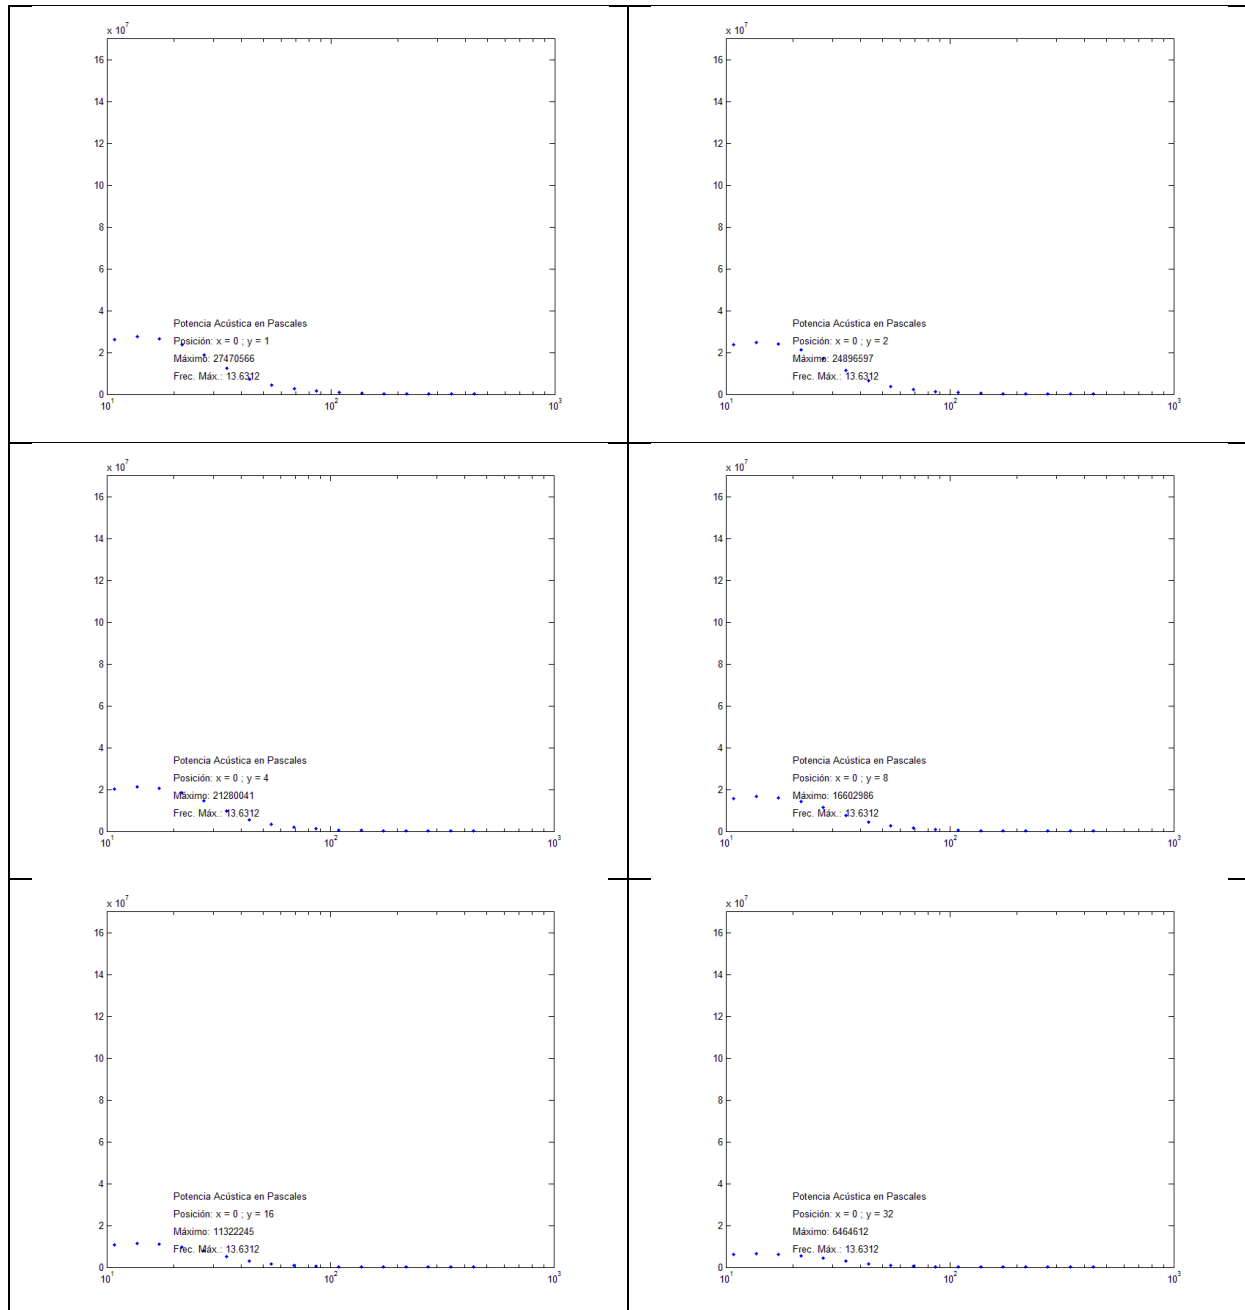 x 10^7
16
14
12
10
8
6
4
2
0
Potencia Acústica en Pascales
Posición: x = 0 ; y = 1
Máximo: 27470566
Frec. Máx.: 13.6312
10^1 10^2 10^3
x 10^7
16
14
12
10
8
6
4
2
0
Potencia Acústica en Pascales
Posición: x = 0 ; y = 2
Máximo: 24896597
Frec. Máx.: 13.6312
10^1 10^2 10^3
x 10^7
16
14
12
10
8
6
4
2
0
Potencia Acústica en Pascales
Posición: x = 0 ; y = 4
Máximo: 21280041
Frec. Máx.: 13.6312
10^1 10^2 10^3
x 10^7
16
14
12
10
8
6
4
2
0
Potencia Acústica en Pascales
Posición: x = 0 ; y = 8
Máximo: 16602986
Frec. Máx.: 13.6312
10^1 10^2 10^3
x 10^7
16
14
12
10
8
6
4
2
0
Potencia Acústica en Pascales
Posición: x = 0 ; y = 16
Máximo: 11322245
Frec. Máx.: 13.6312
10^1 10^2 10^3
x 10^7
16
14
12
10
8
6
4
2
0
Potencia Acústica en Pascales
Posición: x = 0 ; y = 32
Máximo: 6464612
Frec. Máx.: 13.6312
10^1 10^2 10^3